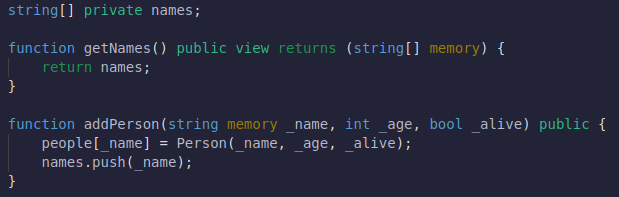 string[] private names;
function getNames() public view returns (string[] memory) {
    return names;
}
function addPerson(string memory _name, int _age, bool _alive) public {
    people[_name] = Person(_name, _age, _alive);
    names.push(_name);
}